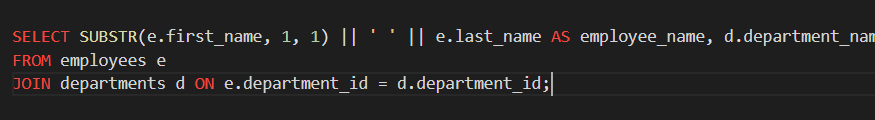 SELECT SUBSTR(e.first_name, 1, 1) || ' ' || e.last_name AS employee_name, d.department_nam
FROM employees e
JOIN departments d ON e.department_id = d.department_id;